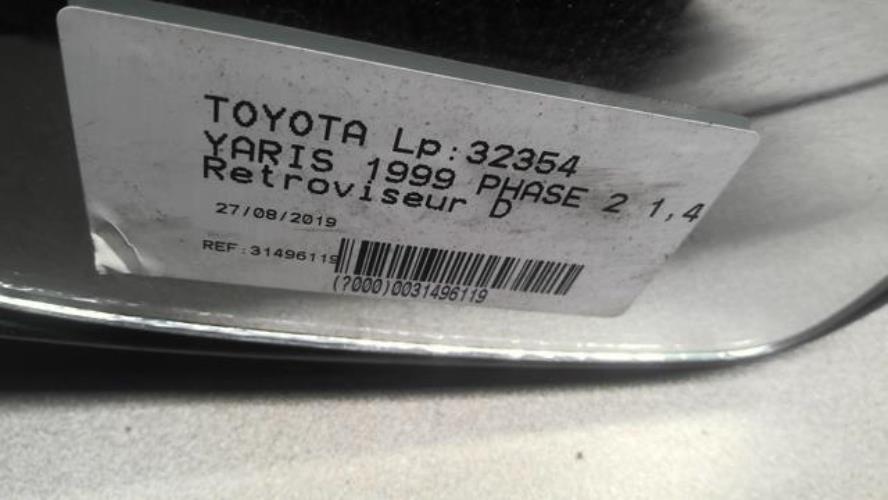 TOYOTA Lp:32354
YARIS 1999 PHASE 2 1,4
Retroviseur D
27/08/2019
REF:31496119
(?000)0031496119